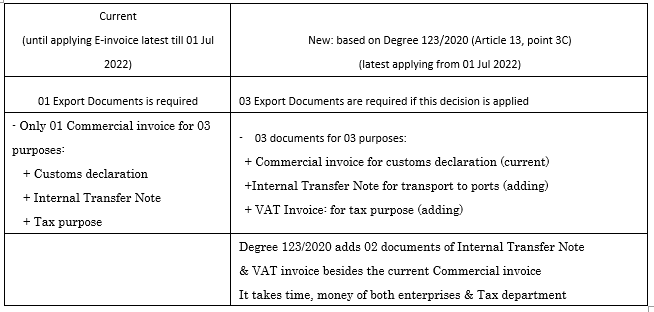 Current
(until applying E-invoice latest till 01 Jul
2022)
New: based on Degree 123/2020 (Article 13, point 3C)
(latest applying from 01 Jul 2022)
01 Export Documents is required
03 Export Documents are required if this decision is applied
- Only 01 Commercial invoice for 03
purposes:
+ Customs declaration
+ Internal Transfer Note
+ Tax purpose
- 03 documents for 03 purposes:
+ Commercial invoice for customs declaration (current)
+Internal Transfer Note for transport to ports (adding)
+ VAT Invoice: for tax purpose (adding)
Degree 123/2020 adds 02 documents of Internal Transfer Note
& VAT invoice besides the current Commercial invoice
It takes time, money of both enterprises & Tax department